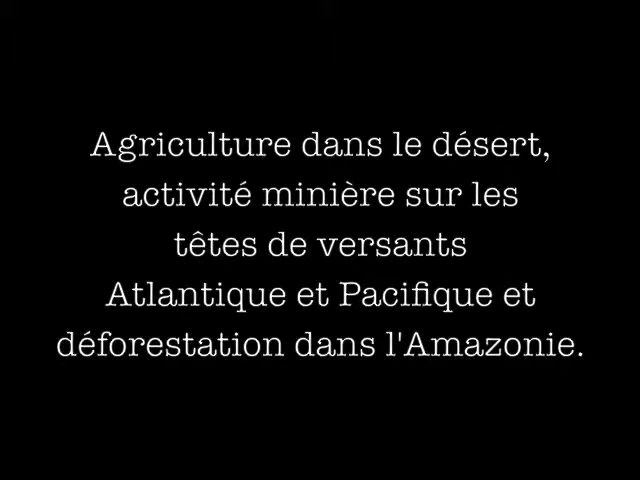 Agriculture dans le désert,
activité minière sur les
têtes de versants
Atlantique et Pacifique et
déforestation dans l'Amazonie.